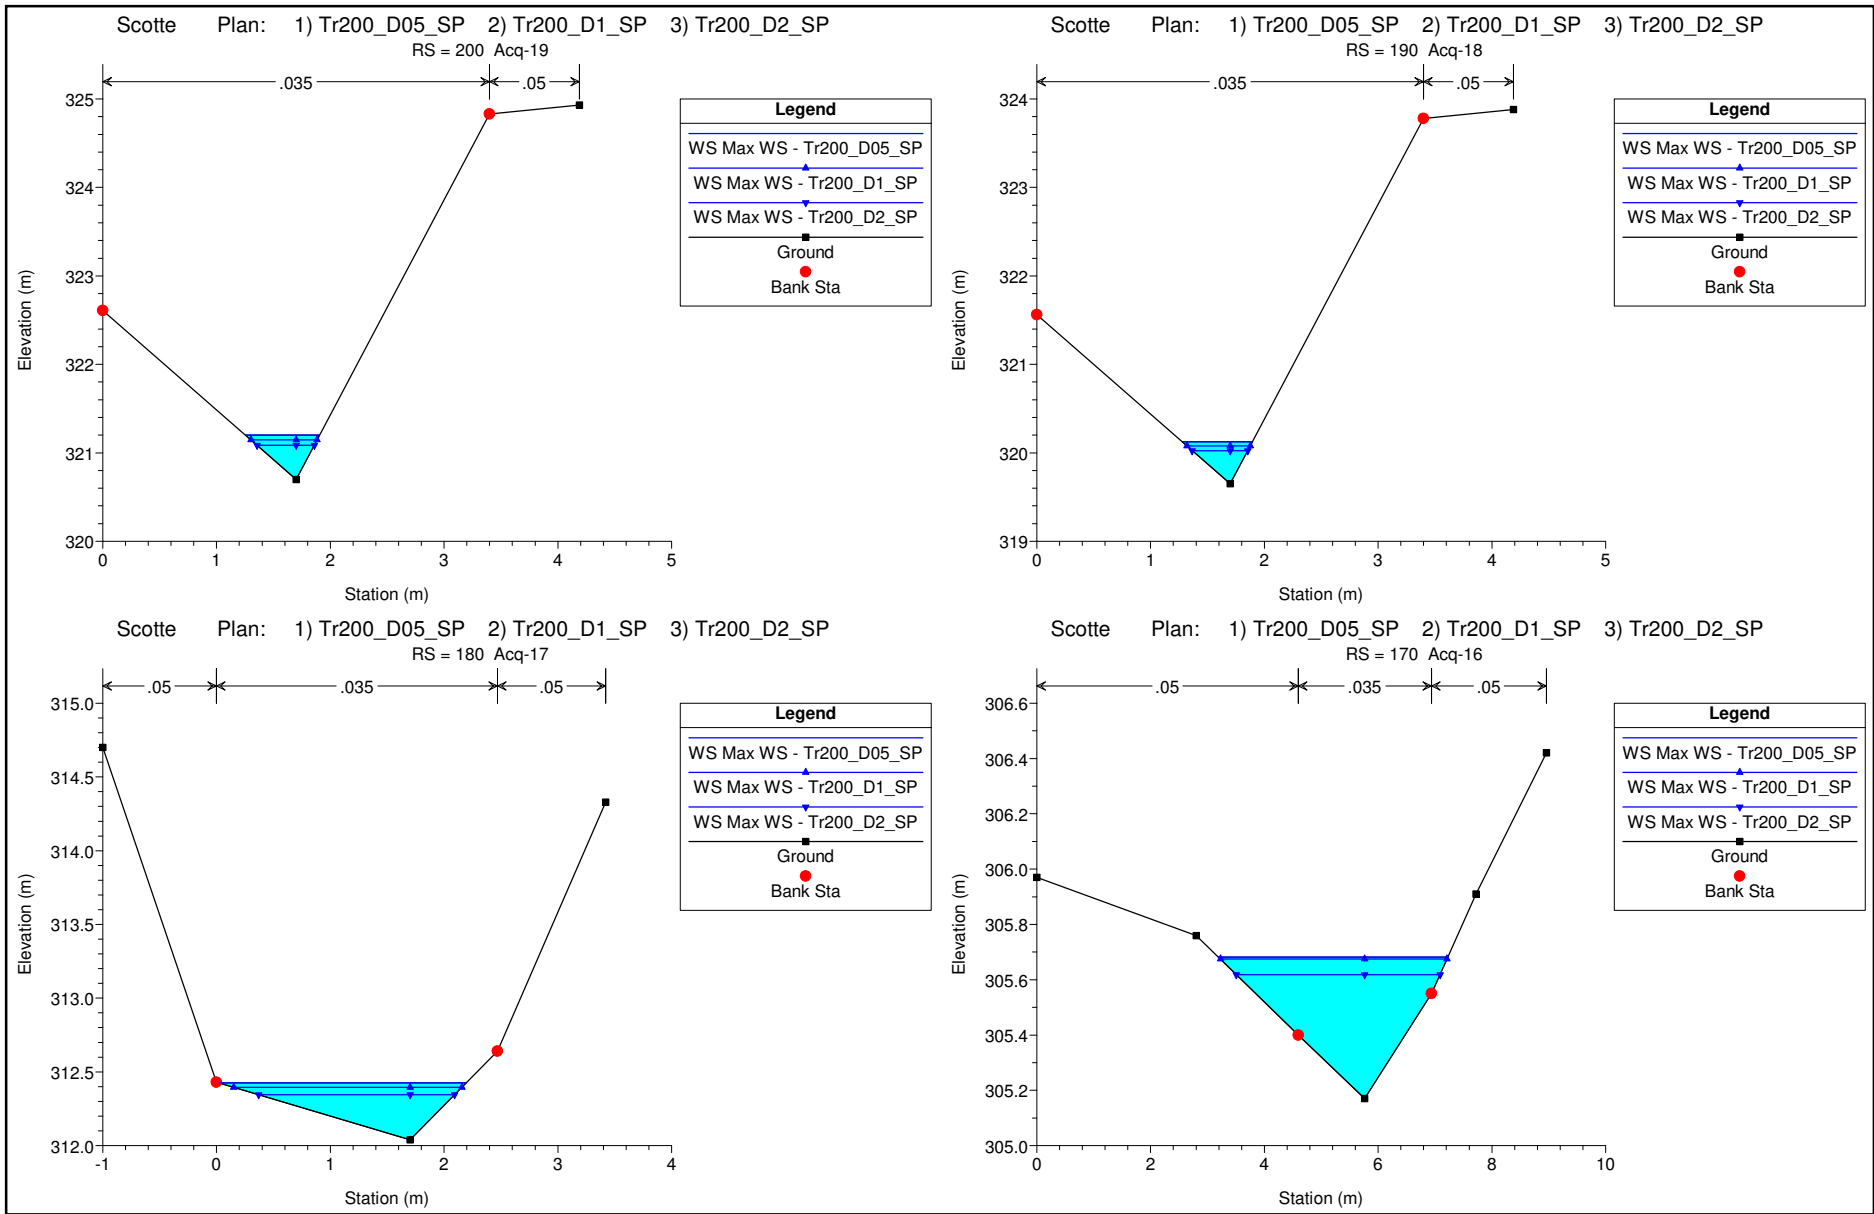 Scotte Plan: 1) Tr200_D05_SP 2) Tr200_D1_SP 3) Tr200_D2_SP
RS = 200 Acq-19
.035 .05
325
324
323
322
321
320
Elevation (m)
0 1 2 3 4 5
Station (m)
Legend
WS Max WS - Tr200_D05_SP
WS Max WS - Tr200_D1_SP
WS Max WS - Tr200_D2_SP
Ground
Bank Sta
Scotte Plan: 1) Tr200_D05_SP 2) Tr200_D1_SP 3) Tr200_D2_SP
RS = 190 Acq-18
.035 .05
324
323
322
321
320
319
Elevation (m)
0 1 2 3 4 5
Station (m)
Legend
WS Max WS - Tr200_D05_SP
WS Max WS - Tr200_D1_SP
WS Max WS - Tr200_D2_SP
Ground
Bank Sta
Scotte Plan: 1) Tr200_D05_SP 2) Tr200_D1_SP 3) Tr200_D2_SP
RS = 180 Acq-17
.05 .035 .05
315.0
314.5
314.0
313.5
313.0
312.5
312.0
Elevation (m)
-1 0 1 2 3 4
Station (m)
Legend
WS Max WS - Tr200_D05_SP
WS Max WS - Tr200_D1_SP
WS Max WS - Tr200_D2_SP
Ground
Bank Sta
Scotte Plan: 1) Tr200_D05_SP 2) Tr200_D1_SP 3) Tr200_D2_SP
RS = 170 Acq-16
.05 .035 .05
306.6
306.4
306.2
306.0
305.8
305.6
305.4
305.2
305.0
Elevation (m)
0 2 4 6 8 10
Station (m)
Legend
WS Max WS - Tr200_D05_SP
WS Max WS - Tr200_D1_SP
WS Max WS - Tr200_D2_SP
Ground
Bank Sta